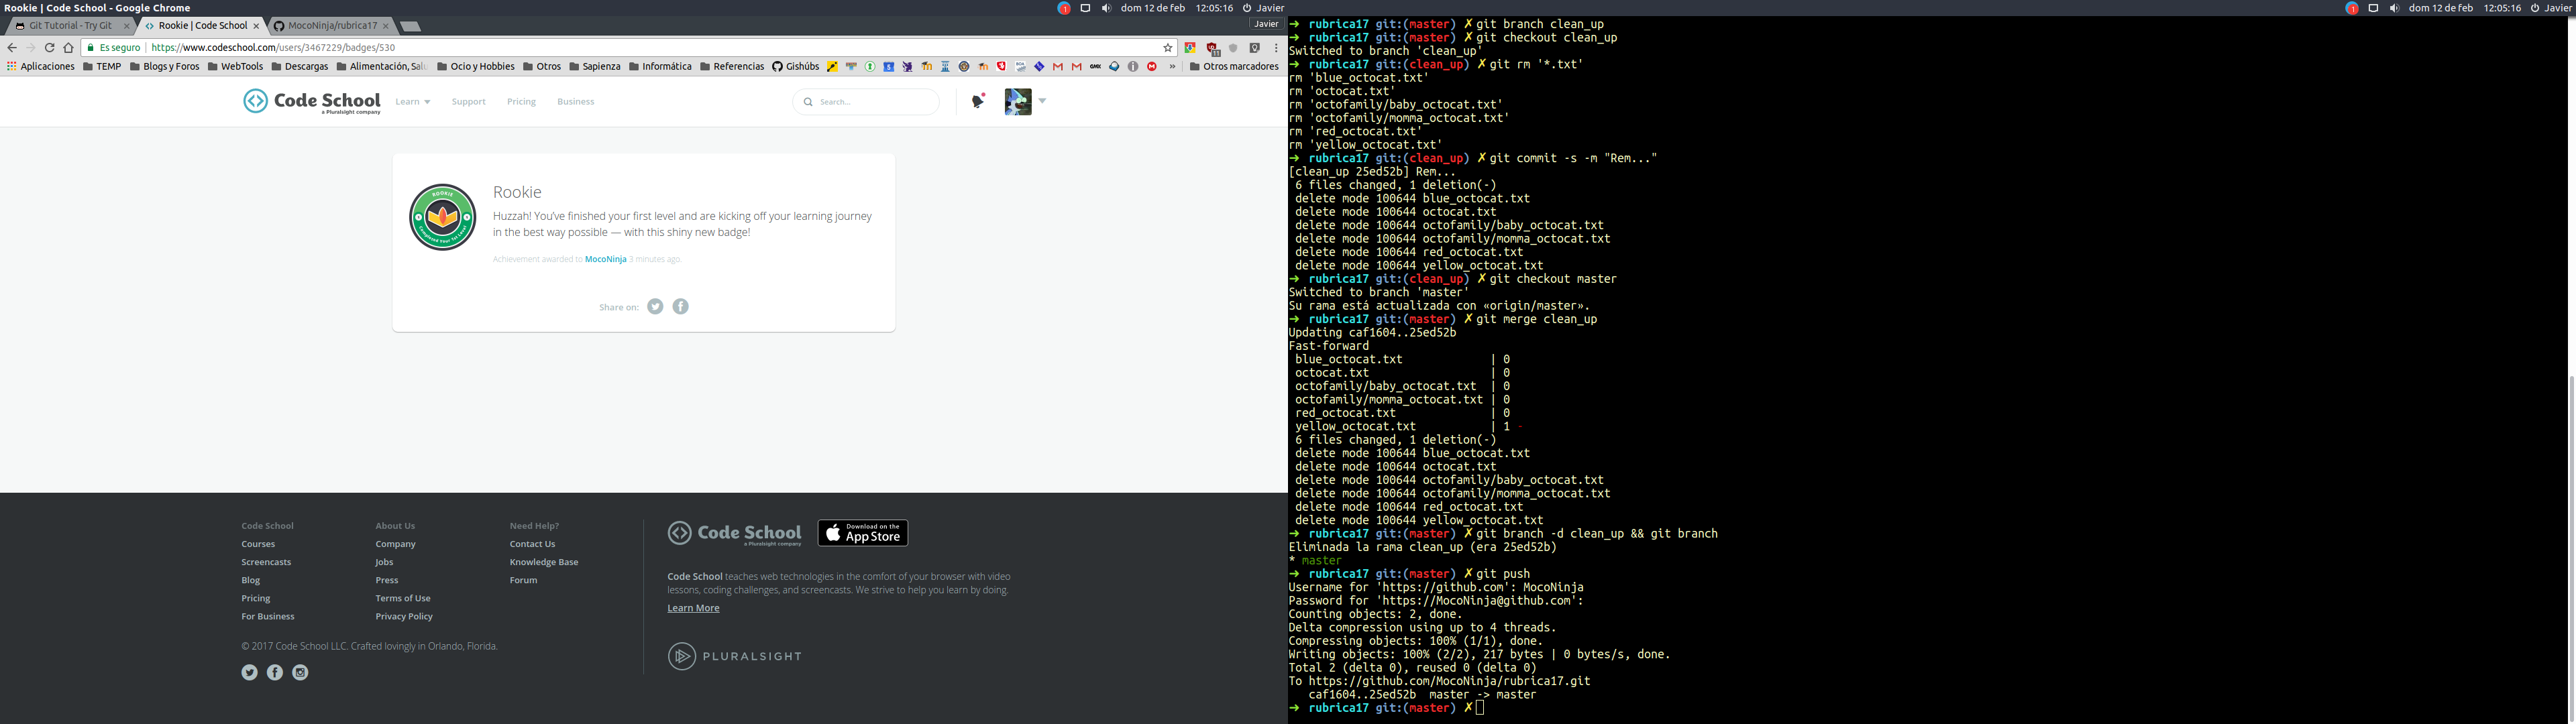 Rookie | Code School - Google Chrome
dom 12 de feb 12:05:16 Javier
Git Tutorial - Try Git
Rookie | Code School
MocoNinja/rubrica17
Javier
Es seguro | https://www.codeschool.com/users/3467229/badges/530
Aplicaciones TEMP Blogs y Foros WebTools Descargas Alimentación, Salu Ocio y Hobbies Otros Sapienza Informática Referencias Gishúbs » Otros marcadores
Code School
a Pluralsight company
Learn Support Pricing Business
Search...
ROOKIE
Completed Your 1st Level
Rookie
Huzzah! You've finished your first level and are kicking off your learning journey
in the best way possible — with this shiny new badge!
Achievement awarded to MocoNinja 3 minutes ago.
Share on:
Code School
Courses
Screencasts
Blog
Pricing
For Business
About Us
Company
Jobs
Press
Terms of Use
Privacy Policy
Need Help?
Contact Us
Knowledge Base
Forum
© 2017 Code School LLC. Crafted lovingly in Orlando, Florida.
Code School
a Pluralsight company
Download on the
App Store
Code School teaches web technologies in the comfort of your browser with video
lessons, coding challenges, and screencasts. We strive to help you learn by doing.
Learn More
PLURALSIGHT
dom 12 de feb 12:05:16 Javier
➜ rubrica17 git:(master) ✗ git branch clean_up
➜ rubrica17 git:(master) ✗ git checkout clean_up
Switched to branch 'clean_up'
➜ rubrica17 git:(clean_up) ✗ git rm '*.txt'
rm 'blue_octocat.txt'
rm 'octocat.txt'
rm 'octofamily/baby_octocat.txt'
rm 'octofamily/momma_octocat.txt'
rm 'red_octocat.txt'
rm 'yellow_octocat.txt'
➜ rubrica17 git:(clean_up) ✗ git commit -s -m "Rem..."
[clean_up 25ed52b] Rem...
6 files changed, 1 deletion(-)
delete mode 100644 blue_octocat.txt
delete mode 100644 octocat.txt
delete mode 100644 octofamily/baby_octocat.txt
delete mode 100644 octofamily/momma_octocat.txt
delete mode 100644 red_octocat.txt
delete mode 100644 yellow_octocat.txt
➜ rubrica17 git:(clean_up) ✗ git checkout master
Switched to branch 'master'
Su rama está actualizada con «origin/master».
➜ rubrica17 git:(master) ✗ git merge clean_up
Updating caf1604..25ed52b
Fast-forward
blue_octocat.txt | 0
octocat.txt | 0
octofamily/baby_octocat.txt | 0
octofamily/momma_octocat.txt | 0
red_octocat.txt | 0
yellow_octocat.txt | 1 -
6 files changed, 1 deletion(-)
delete mode 100644 blue_octocat.txt
delete mode 100644 octocat.txt
delete mode 100644 octofamily/baby_octocat.txt
delete mode 100644 octofamily/momma_octocat.txt
delete mode 100644 red_octocat.txt
delete mode 100644 yellow_octocat.txt
➜ rubrica17 git:(master) ✗ git branch -d clean_up && git branch
Eliminada la rama clean_up (era 25ed52b)
* master
➜ rubrica17 git:(master) ✗ git push
Username for 'https://github.com': MocoNinja
Password for 'https://MocoNinja@github.com':
Counting objects: 2, done.
Delta compression using up to 4 threads.
Compressing objects: 100% (1/1), done.
Writing objects: 100% (2/2), 217 bytes | 0 bytes/s, done.
Total 2 (delta 0), reused 0 (delta 0)
To https://github.com/MocoNinja/rubrica17.git
caf1604..25ed52b master -> master
➜ rubrica17 git:(master) ✗